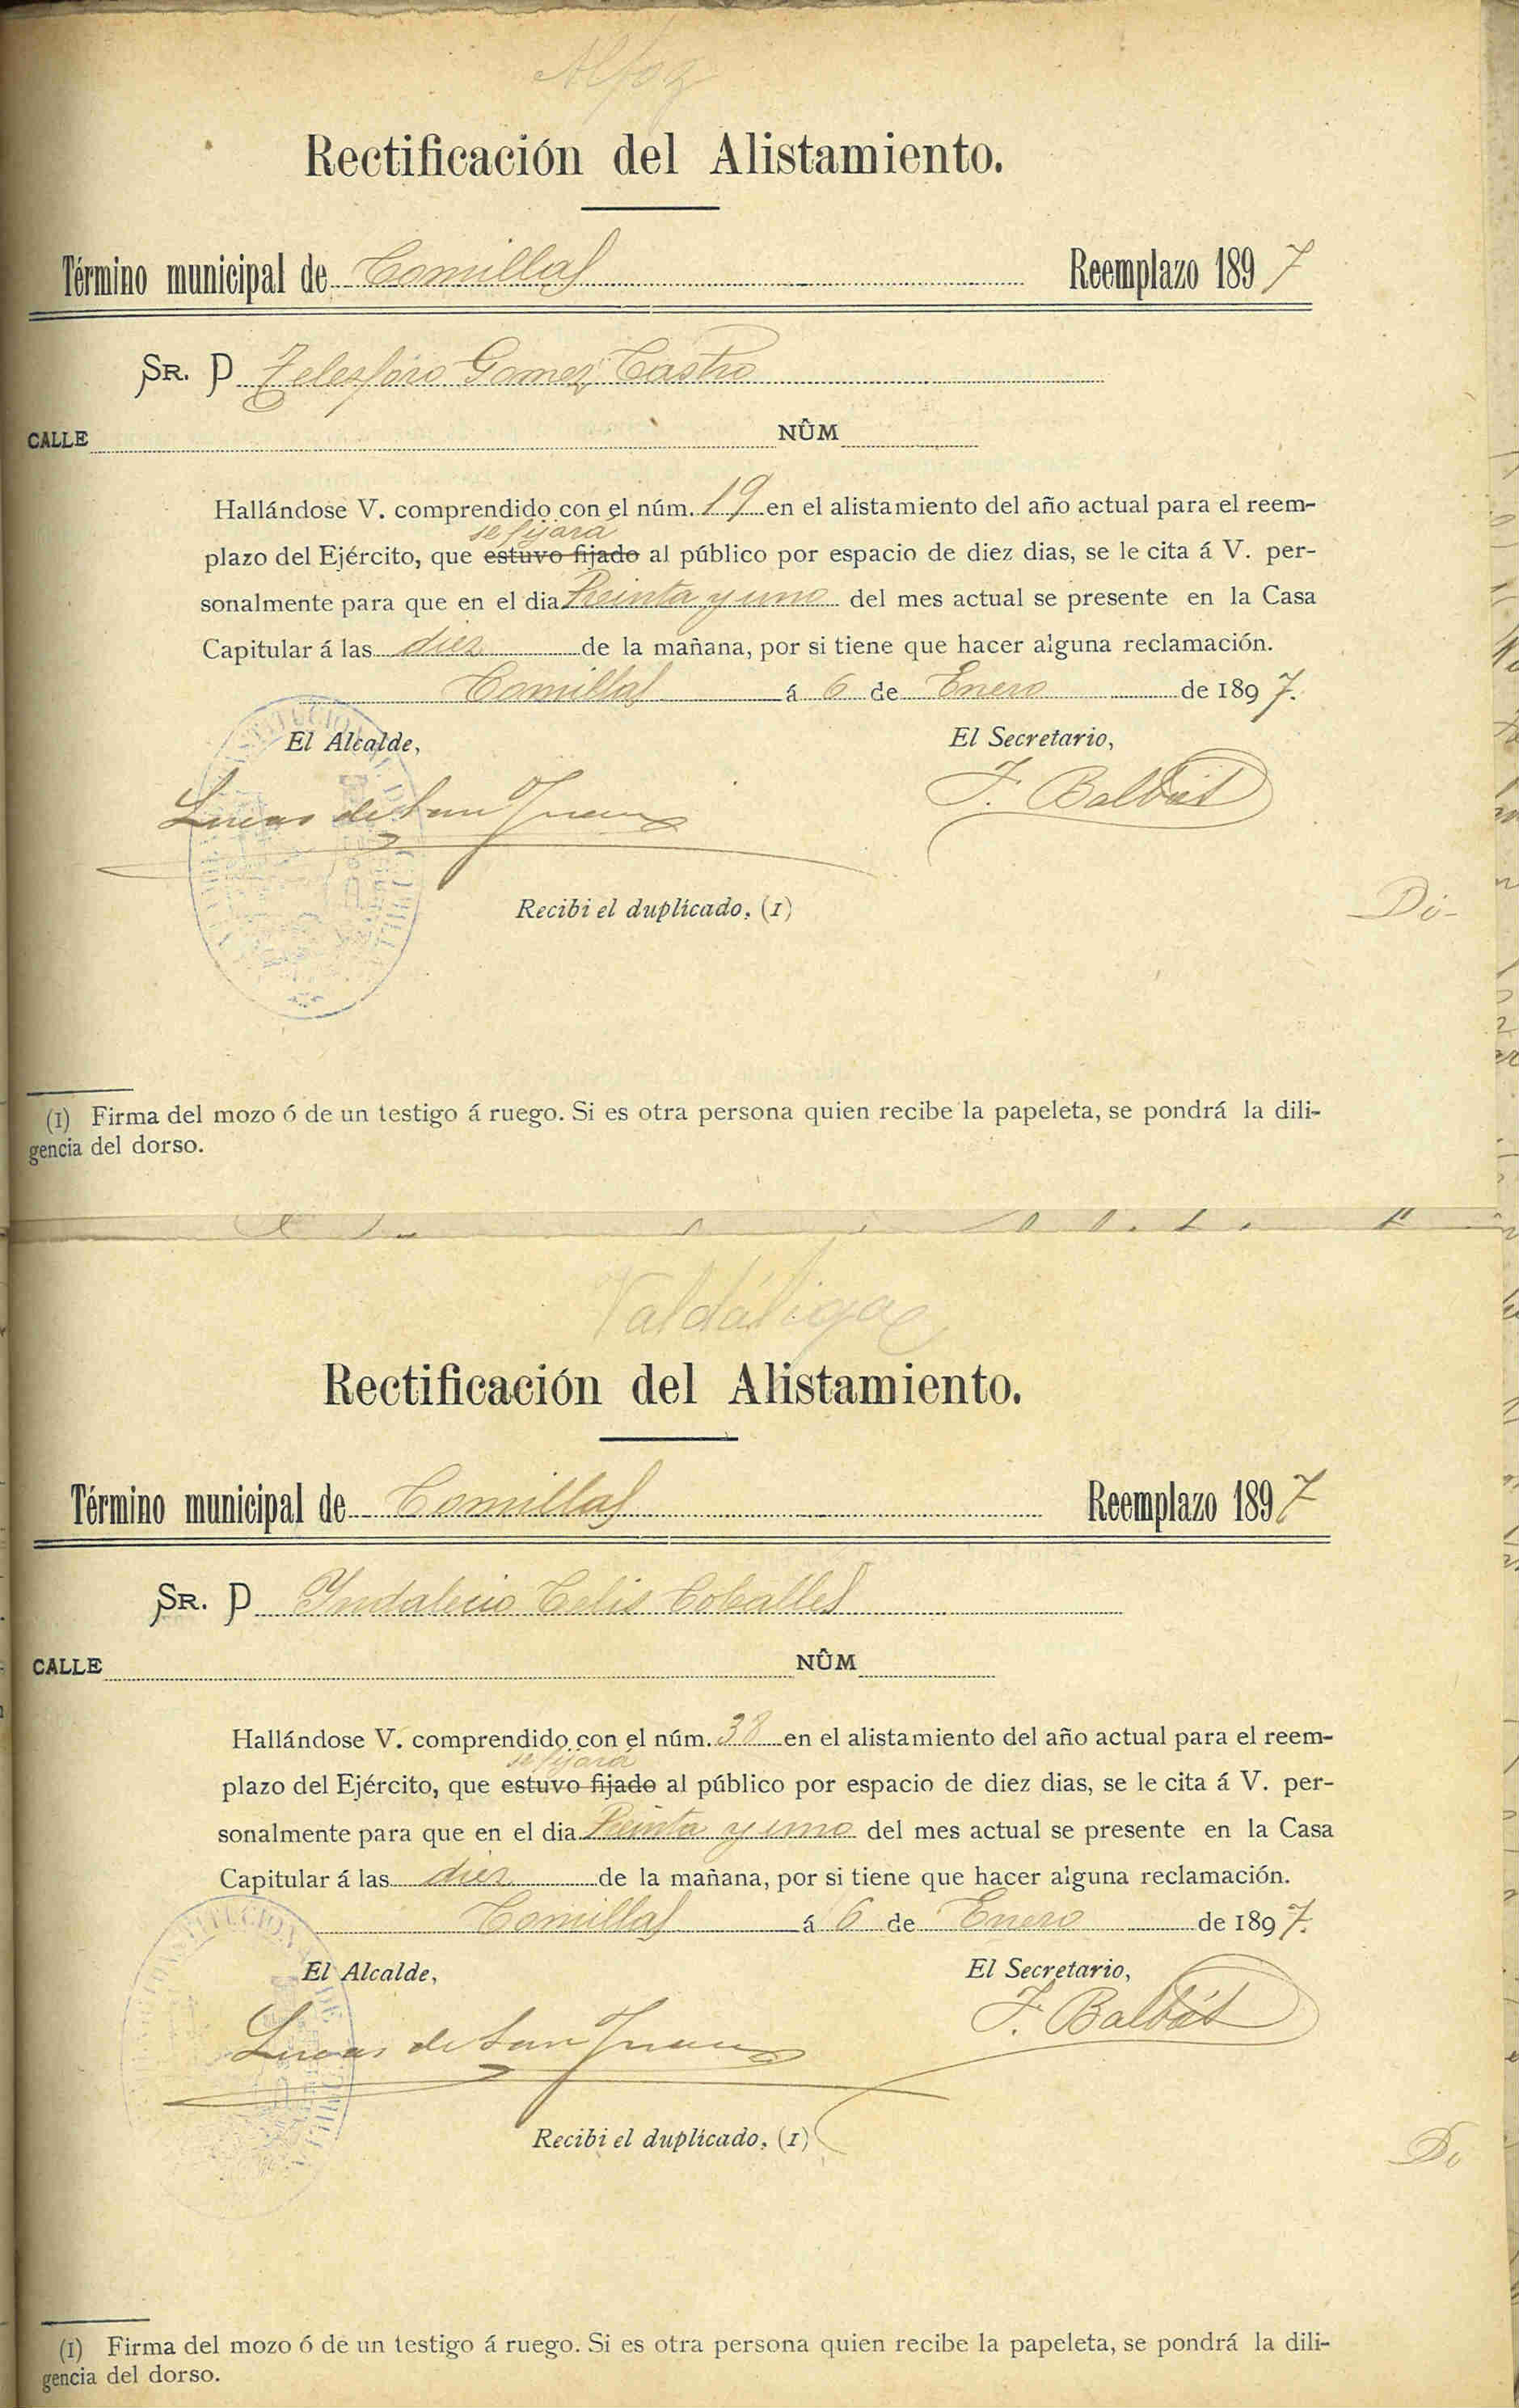 Alfoz
Rectificación del Alistamiento.
Término municipal de Comillas Reemplazo 1897
SR. D Telesforo Gomez Castro
CALLE NÚM
Hallándose V. comprendido con el núm. 19 en el alistamiento del año actual para el reem-
se fijará
plazo del Ejército, que estuvo fijado al público por espacio de diez dias, se le cita á V. per-
sonalmente para que en el dia treinta y uno del mes actual se presente en la Casa
Capitular á las diez de la mañana, por si tiene que hacer alguna reclamación.
Comillas á 6 de Enero de 1897.
El Alcalde, El Secretario,
Lucas de San Juan F. Balbás
Recibi el duplicado, (1)
Di-
(1) Firma del mozo ó de un testigo á ruego. Si es otra persona quien recibe la papeleta, se pondrá la dili-
gencia del dorso.
Valdáliga
Rectificación del Alistamiento.
Término municipal de Comillas Reemplazo 1897
SR. D Indalecio Celis
CALLE NÚM
Hallándose V. comprendido con el núm. 38 en el alistamiento del año actual para el reem-
se fijará
plazo del Ejército, que estuvo fijado al público por espacio de diez dias, se le cita á V. per-
sonalmente para que en el dia treinta y uno del mes actual se presente en la Casa
Capitular á las diez de la mañana, por si tiene que hacer alguna reclamación.
Comillas á 6 de Enero de 1897.
El Alcalde, El Secretario,
Lucas de San Juan F. Balbás
Recibi el duplicado, (1)
(1) Firma del mozo ó de un testigo á ruego. Si es otra persona quien recibe la papeleta, se pondrá la dili-
gencia del dorso.